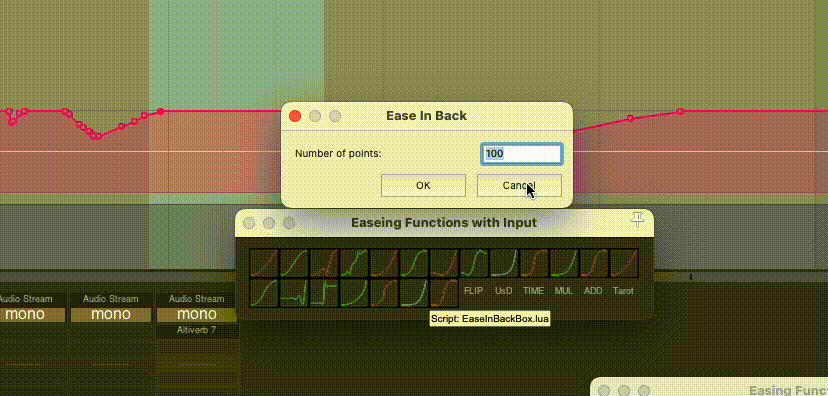 Ease In Back
Number of points:
100
OK
Cancel
Easeing Functions with Input
FLIP UsD TIME MUL ADD Tarot
Script: EaseInBackBox.lua
Audio Stream Audio Stream Audio Stream
mono mono mono
Altiverb 7
Easing Func